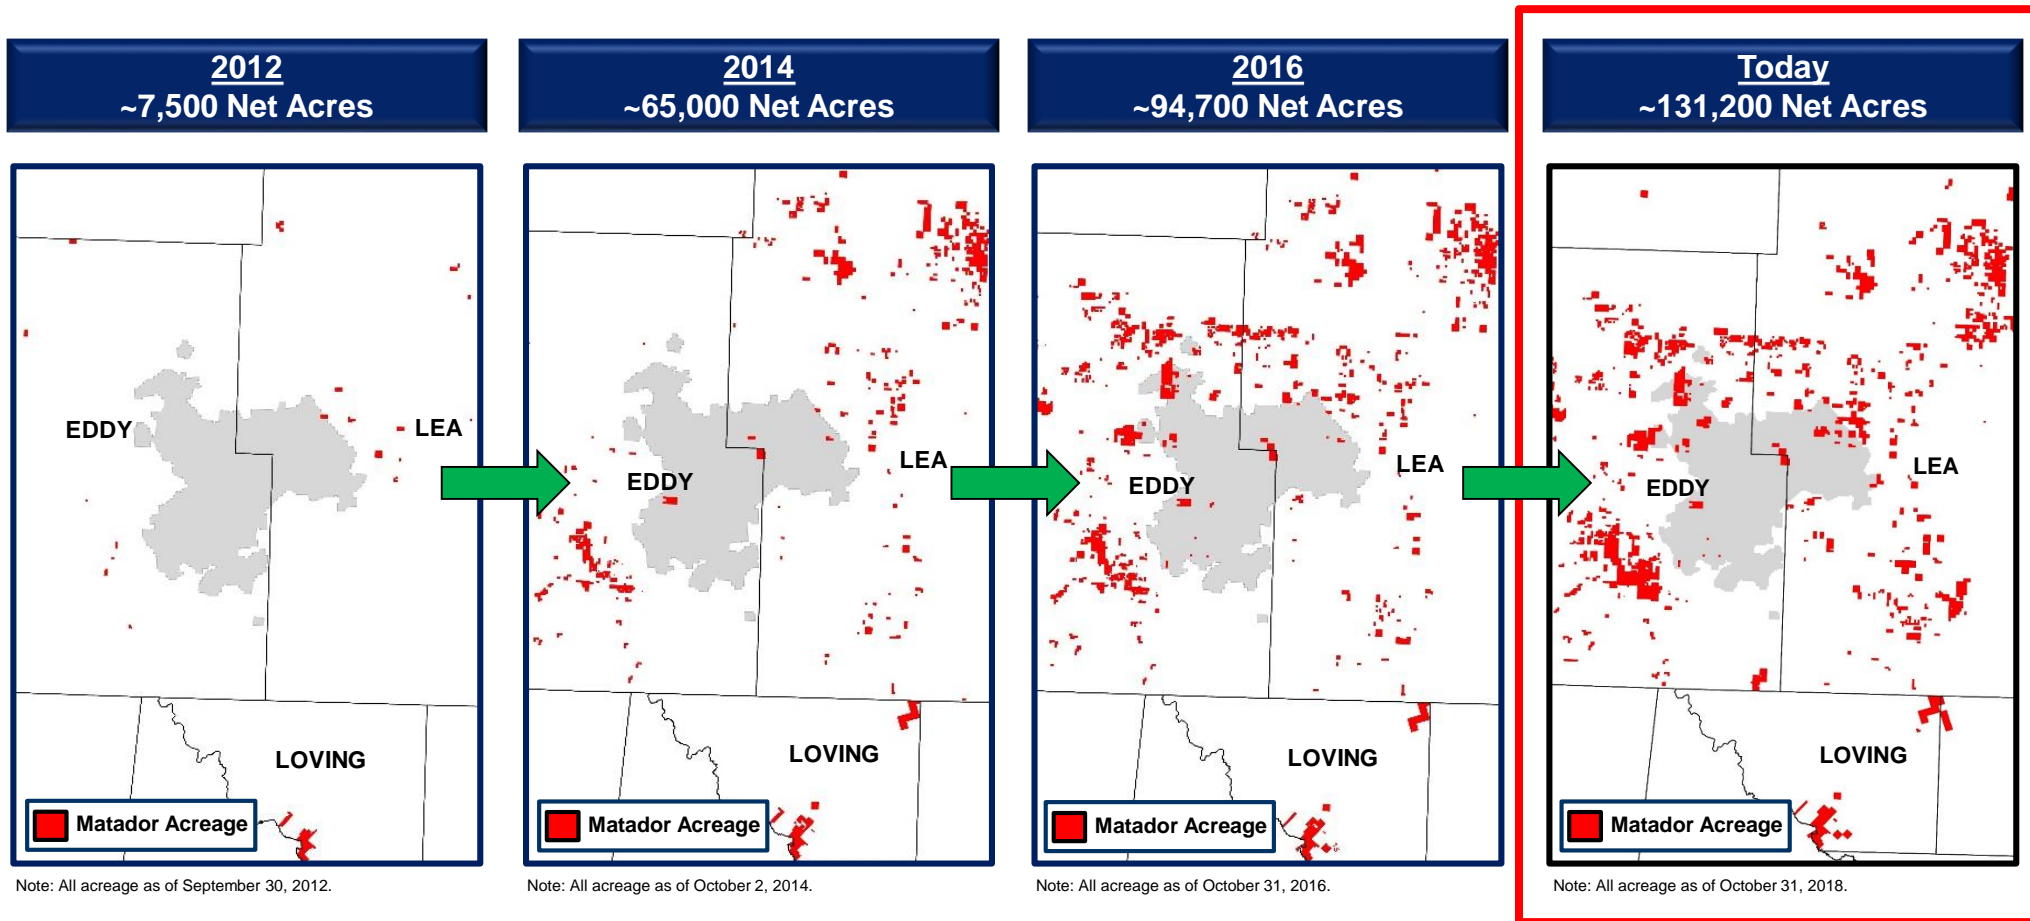 2012
~7,500 Net Acres
2014
~65,000 Net Acres
2016
~94,700 Net Acres
Today
~131,200 Net Acres
EDDY
LEA
LOVING
Matador Acreage
EDDY
LEA
LOVING
Matador Acreage
EDDY
LEA
LOVING
Matador Acreage
EDDY
LEA
LOVING
Matador Acreage
Note: All acreage as of September 30, 2012.
Note: All acreage as of October 2, 2014.
Note: All acreage as of October 31, 2016.
Note: All acreage as of October 31, 2018.